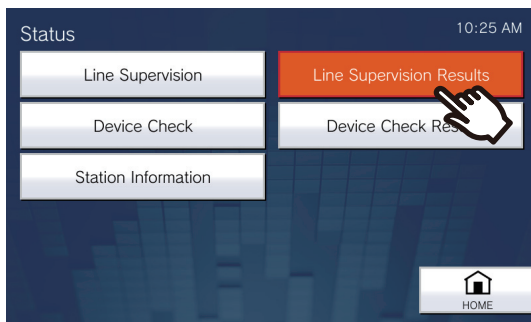 Status
10:25 AM
Line Supervision
Line Supervision Results
Device Check
Device Check Res
Station Information
HOME